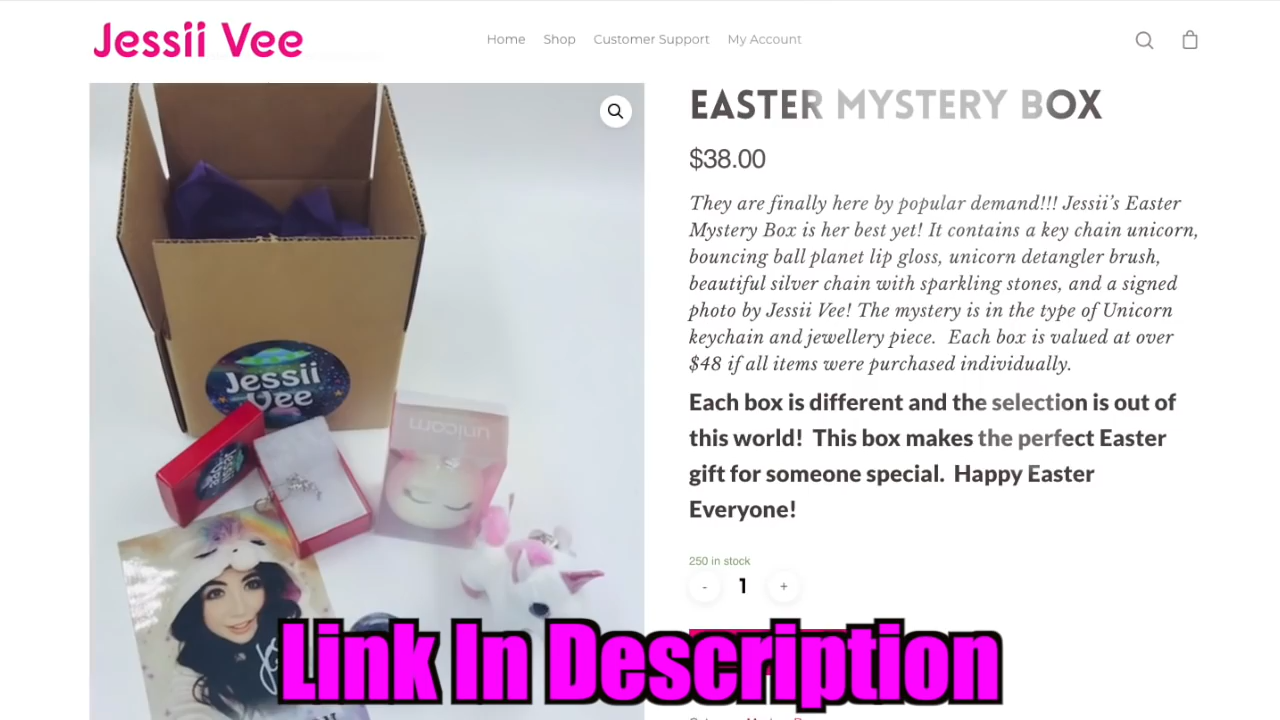 Jessii Vee
Home Shop Customer Support My Account
EASTER MYSTERY BOX
$38.00
They are finally here by popular demand!!! Jessii's Easter
Mystery Box is her best yet! It contains a key chain unicorn,
bouncing ball planet lip gloss, unicorn detangler brush,
beautiful silver chain with sparkling stones, and a signed
photo by Jessii Vee! The mystery is in the type of Unicorn
keychain and jewellery piece. Each box is valued at over
$48 if all items were purchased individually.
Each box is different and the selection is out of
this world! This box makes the perfect Easter
gift for someone special. Happy Easter
Everyone!
250 in stock
- 1 +
Jessii
Vee
unicorn
Jessii
Vee
Link In Description